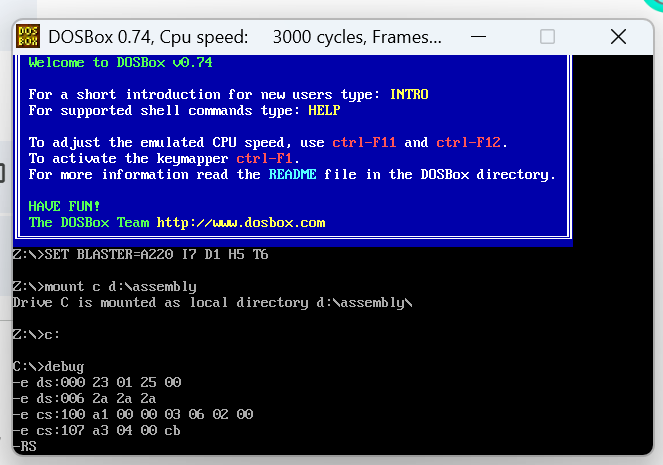 DOS BOX
DOSBox 0.74, Cpu speed: 3000 cycles, Frames...
Welcome to DOSBox v0.74
For a short introduction for new users type: INTRO
For supported shell commands type: HELP
To adjust the emulated CPU speed, use ctrl-F11 and ctrl-F12.
To activate the keymapper ctrl-F1.
For more information read the README file in the DOSBox directory.
HAVE FUN!
The DOSBox Team http://www.dosbox.com
Z:\>SET BLASTER=A220 I7 D1 H5 T6
Z:\>mount c d:\assembly
Drive C is mounted as local directory d:\assembly\
Z:\>c:
C:\>debug
-e ds:000 23 01 25 00
-e ds:006 2a 2a 2a
-e cs:100 a1 00 00 03 06 02 00
-e cs:107 a3 04 00 cb
-RS